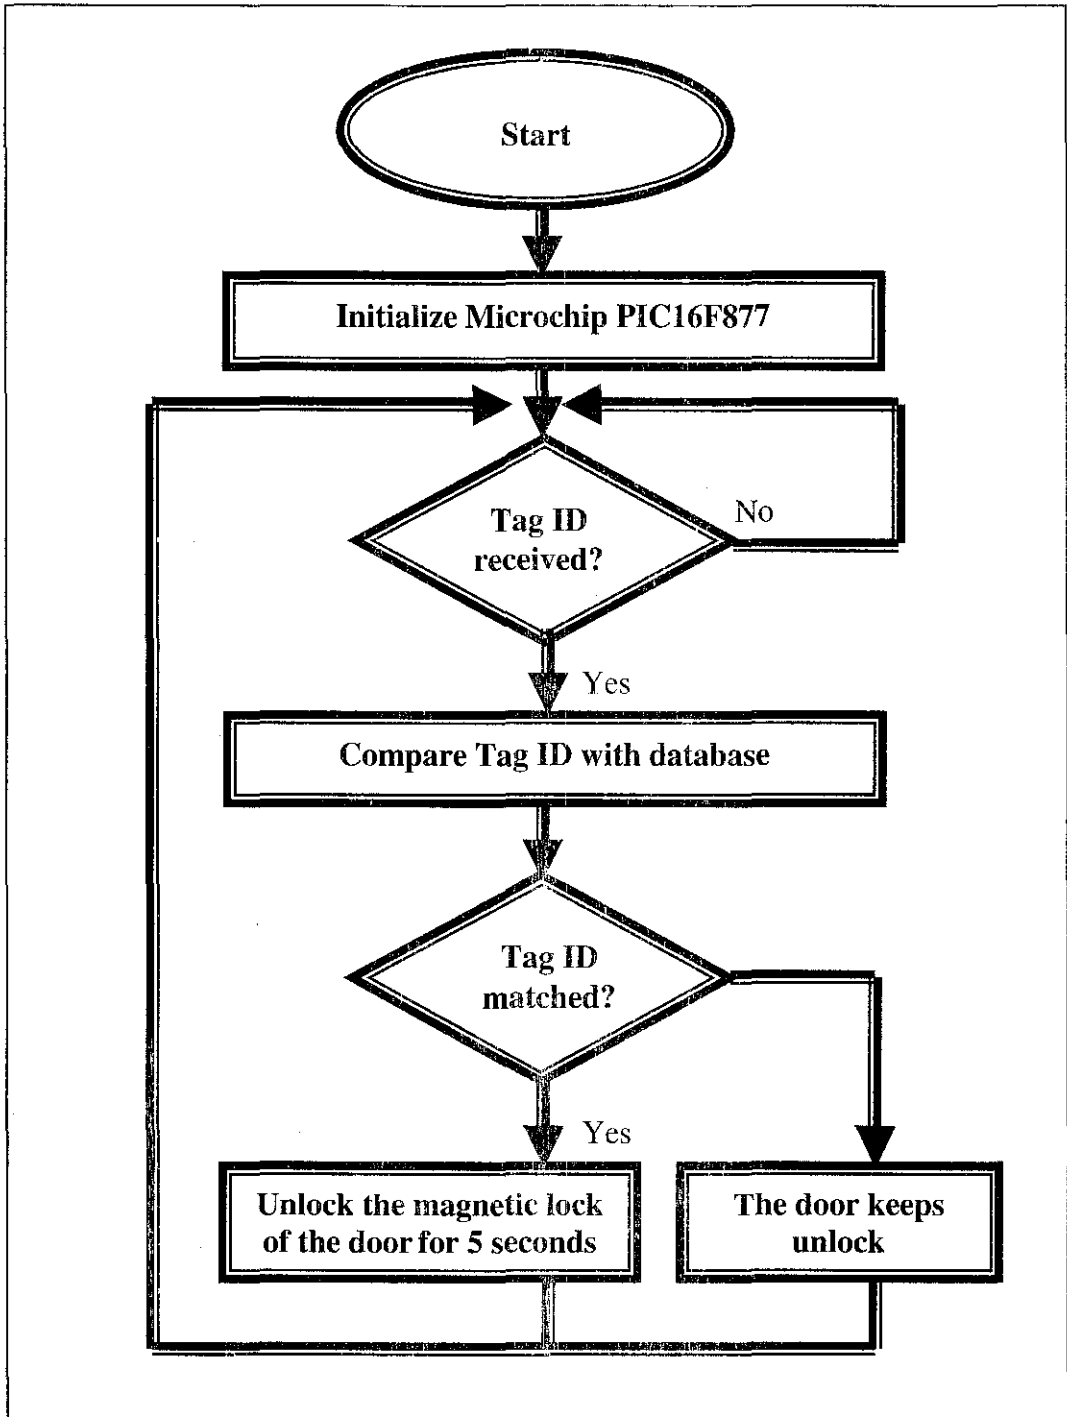 Start
Initialize Microchip PIC16F877
No
Tag ID
received?
Yes
Compare Tag ID with database
Tag ID
matched?
Yes
Unlock the magnetic lock
of the door for 5 seconds
The door keeps
unlock